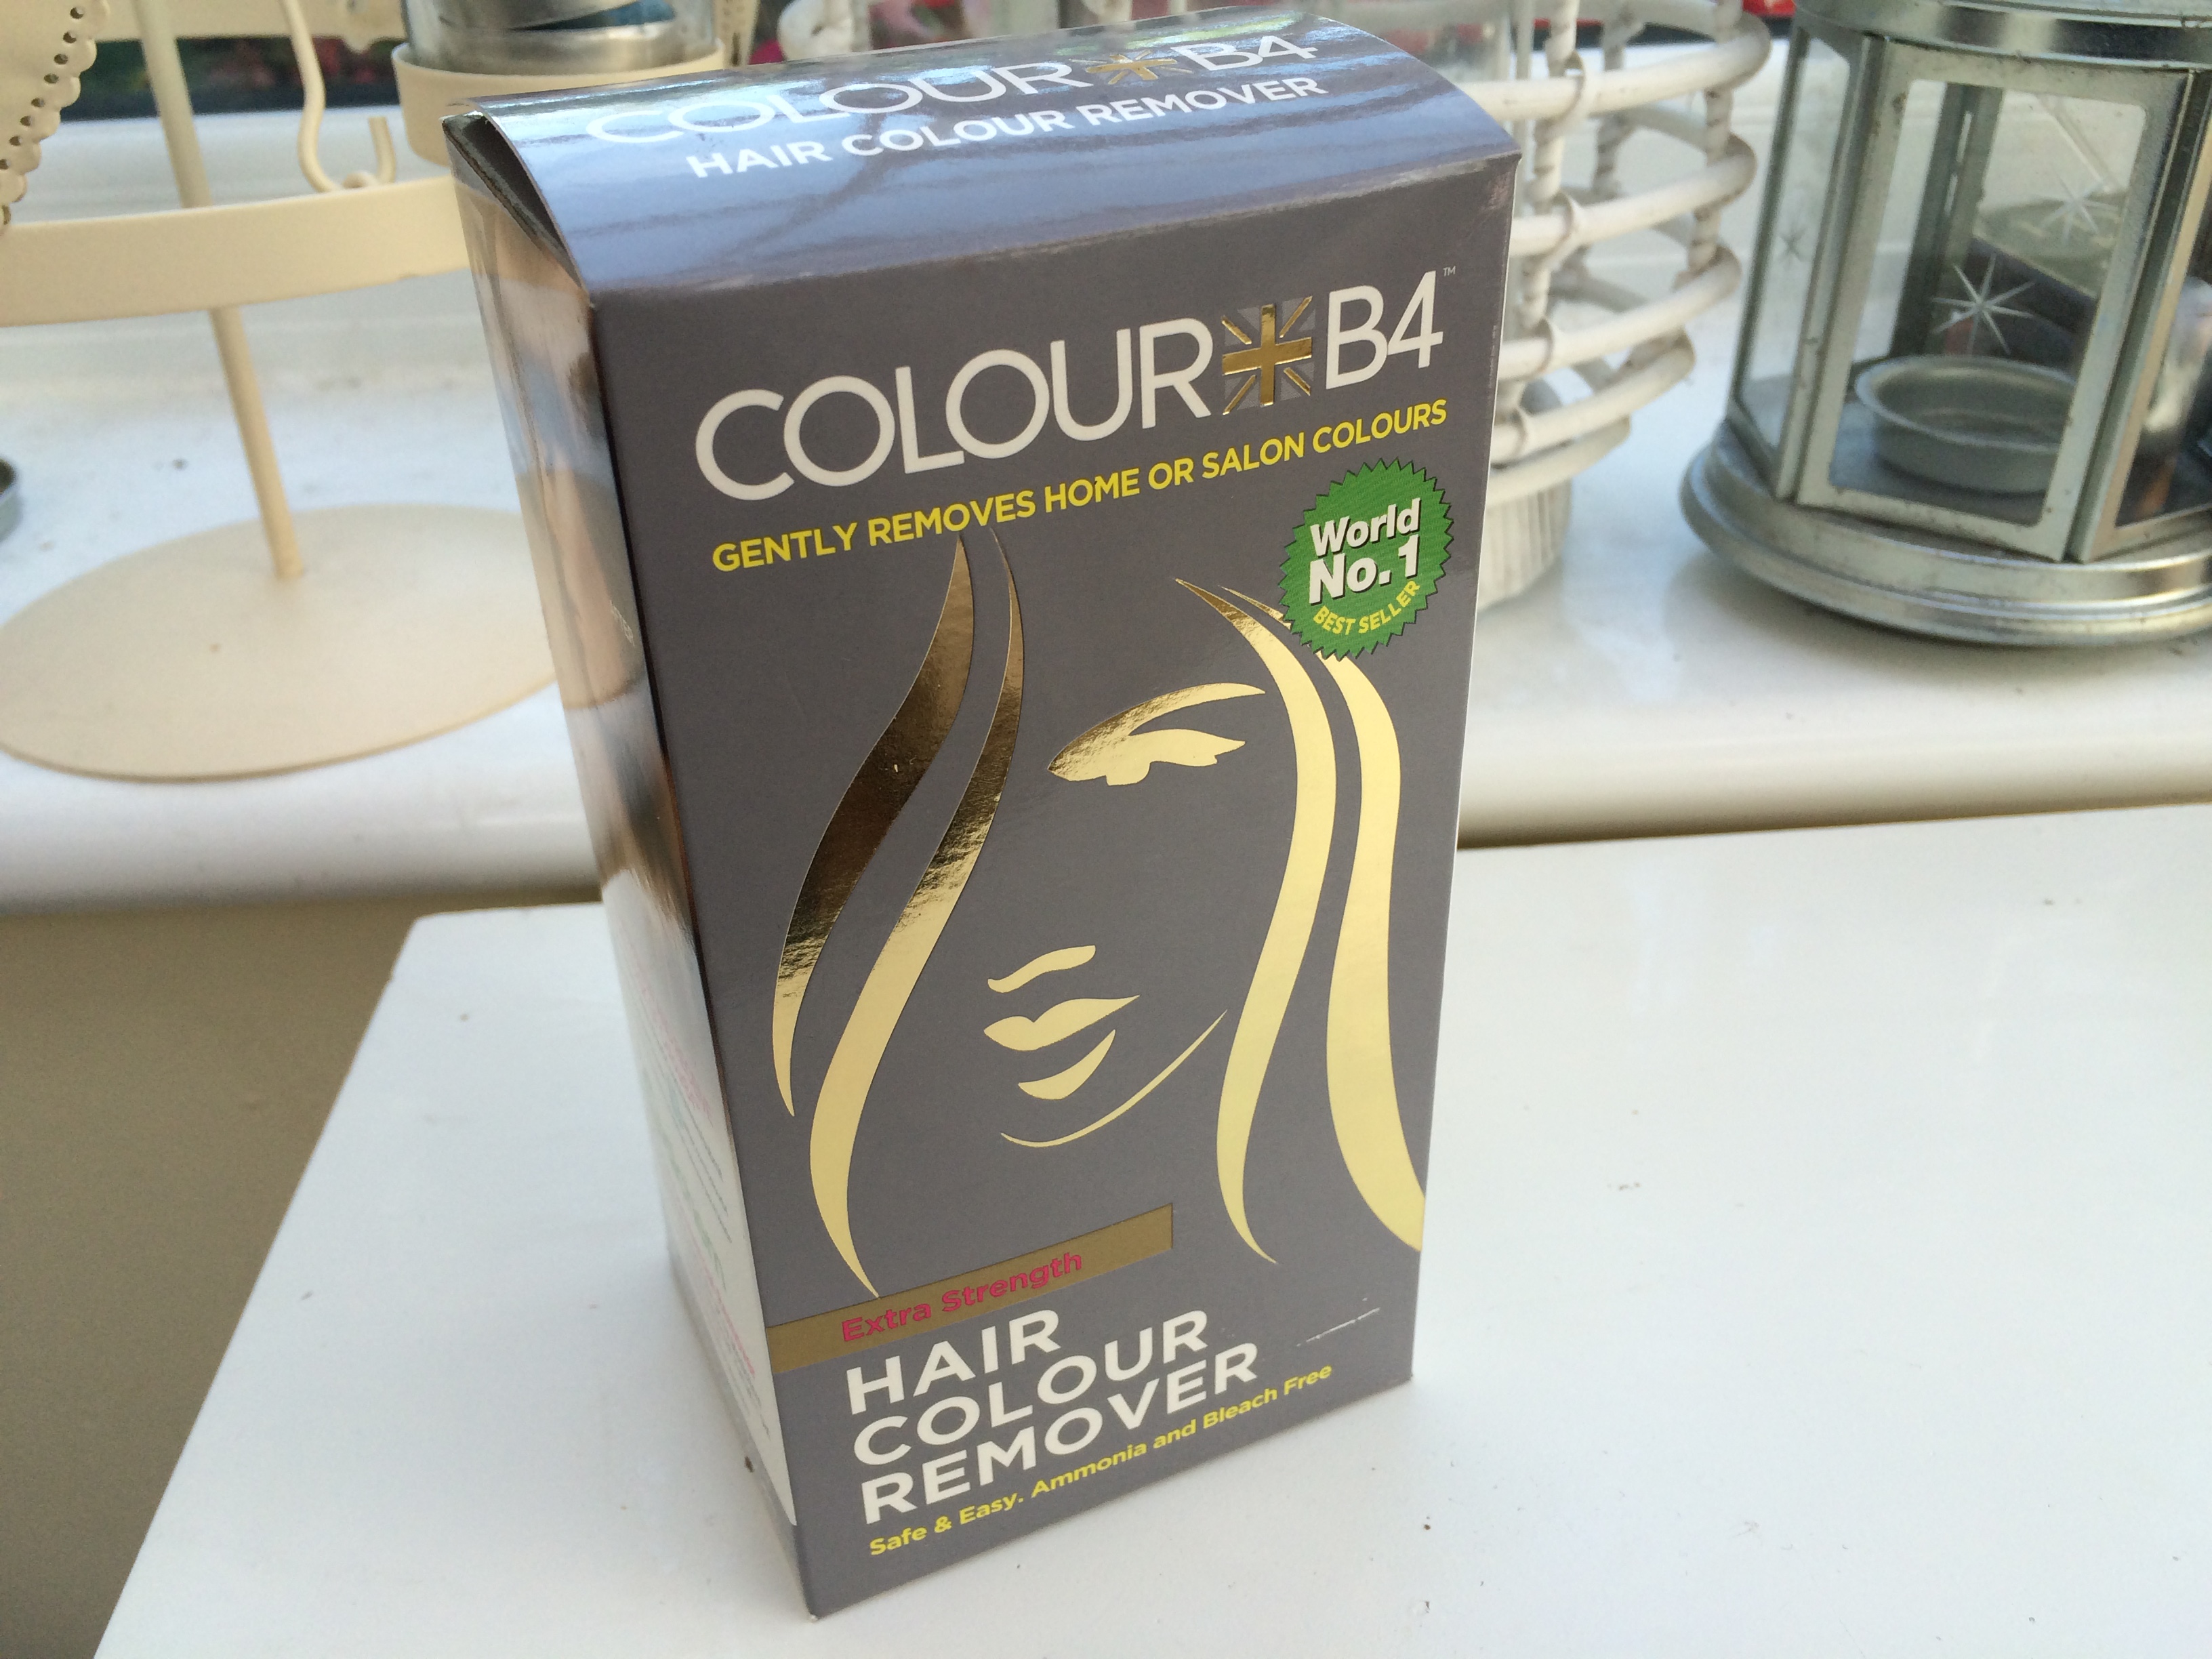 COLOUR B4
HAIR COLOUR REMOVER
COLOUR B4™
GENTLY REMOVES HOME OR SALON COLOURS
World
No.1
BEST SELLER
Extra Strength
HAIR
COLOUR
REMOVER
Safe & Easy. Ammonia and Bleach Free